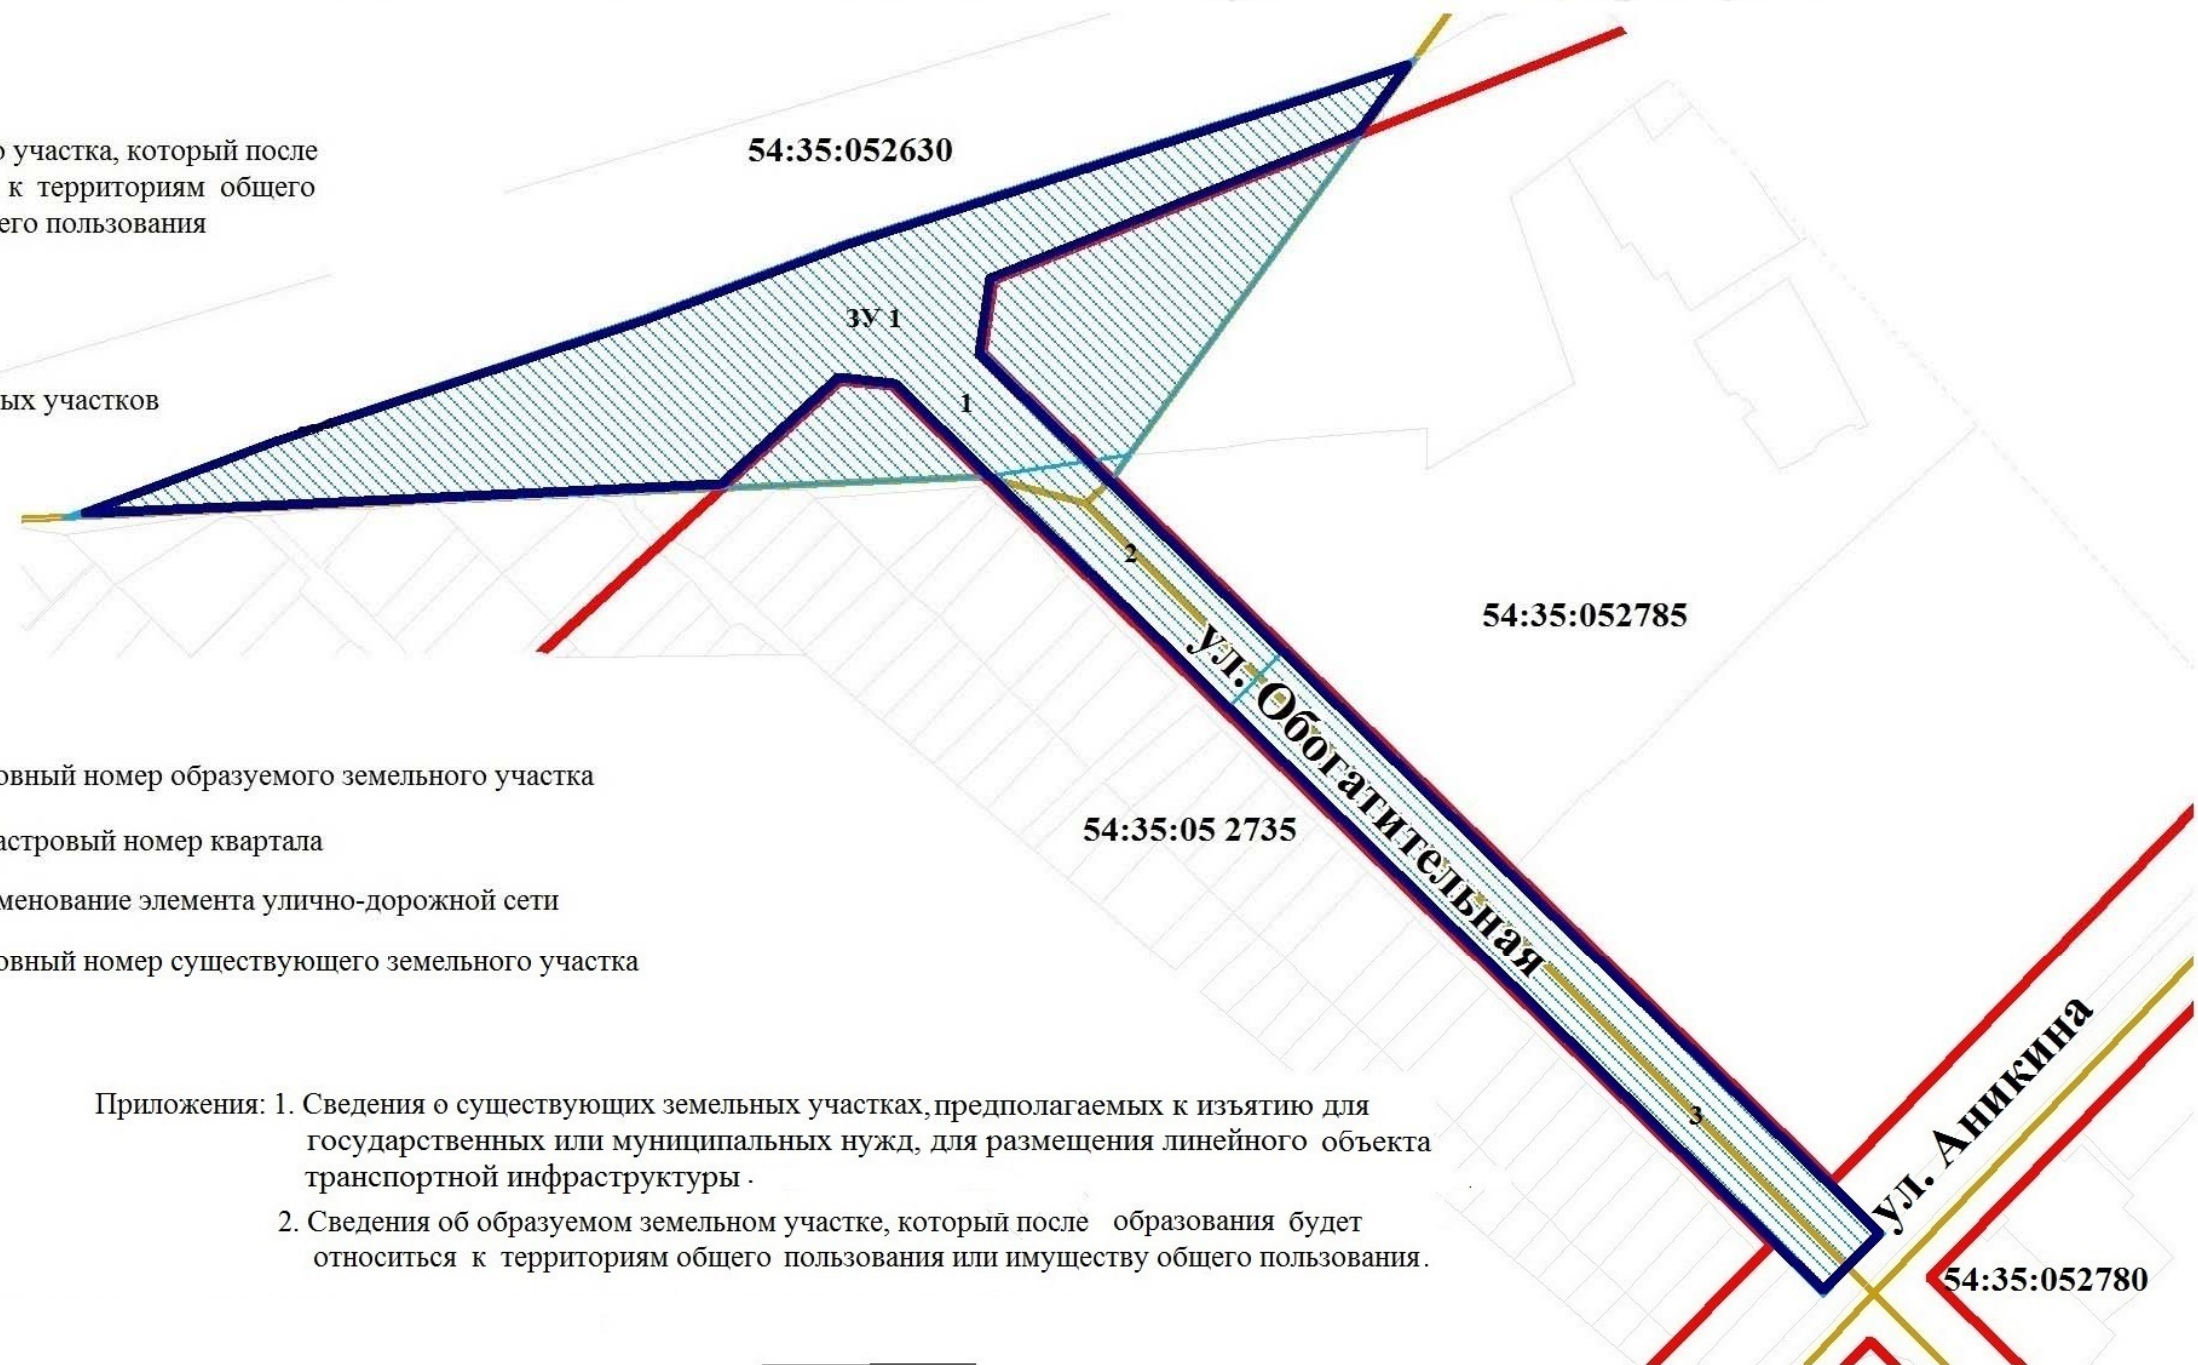 54:35:052630
о участка, который после
к территориям общего
его пользования
ЗУ 1
ых участков
1
2
54:35:052785
ул. Обогатительная
овный номер образуемого земельного участка
54:35:05 2735
астровый номер квартала
менование элемента улично-дорожной сети
овный номер существующего земельного участка
ул. Аникина
3
Приложения: 1. Сведения о существующих земельных участках, предполагаемых к изъятию для
государственных или муниципальных нужд, для размещения линейного объекта
транспортной инфраструктуры .
2. Сведения об образуемом земельном участке, который после образования будет
относиться к территориям общего пользования или имуществу общего пользования.
54:35:052780